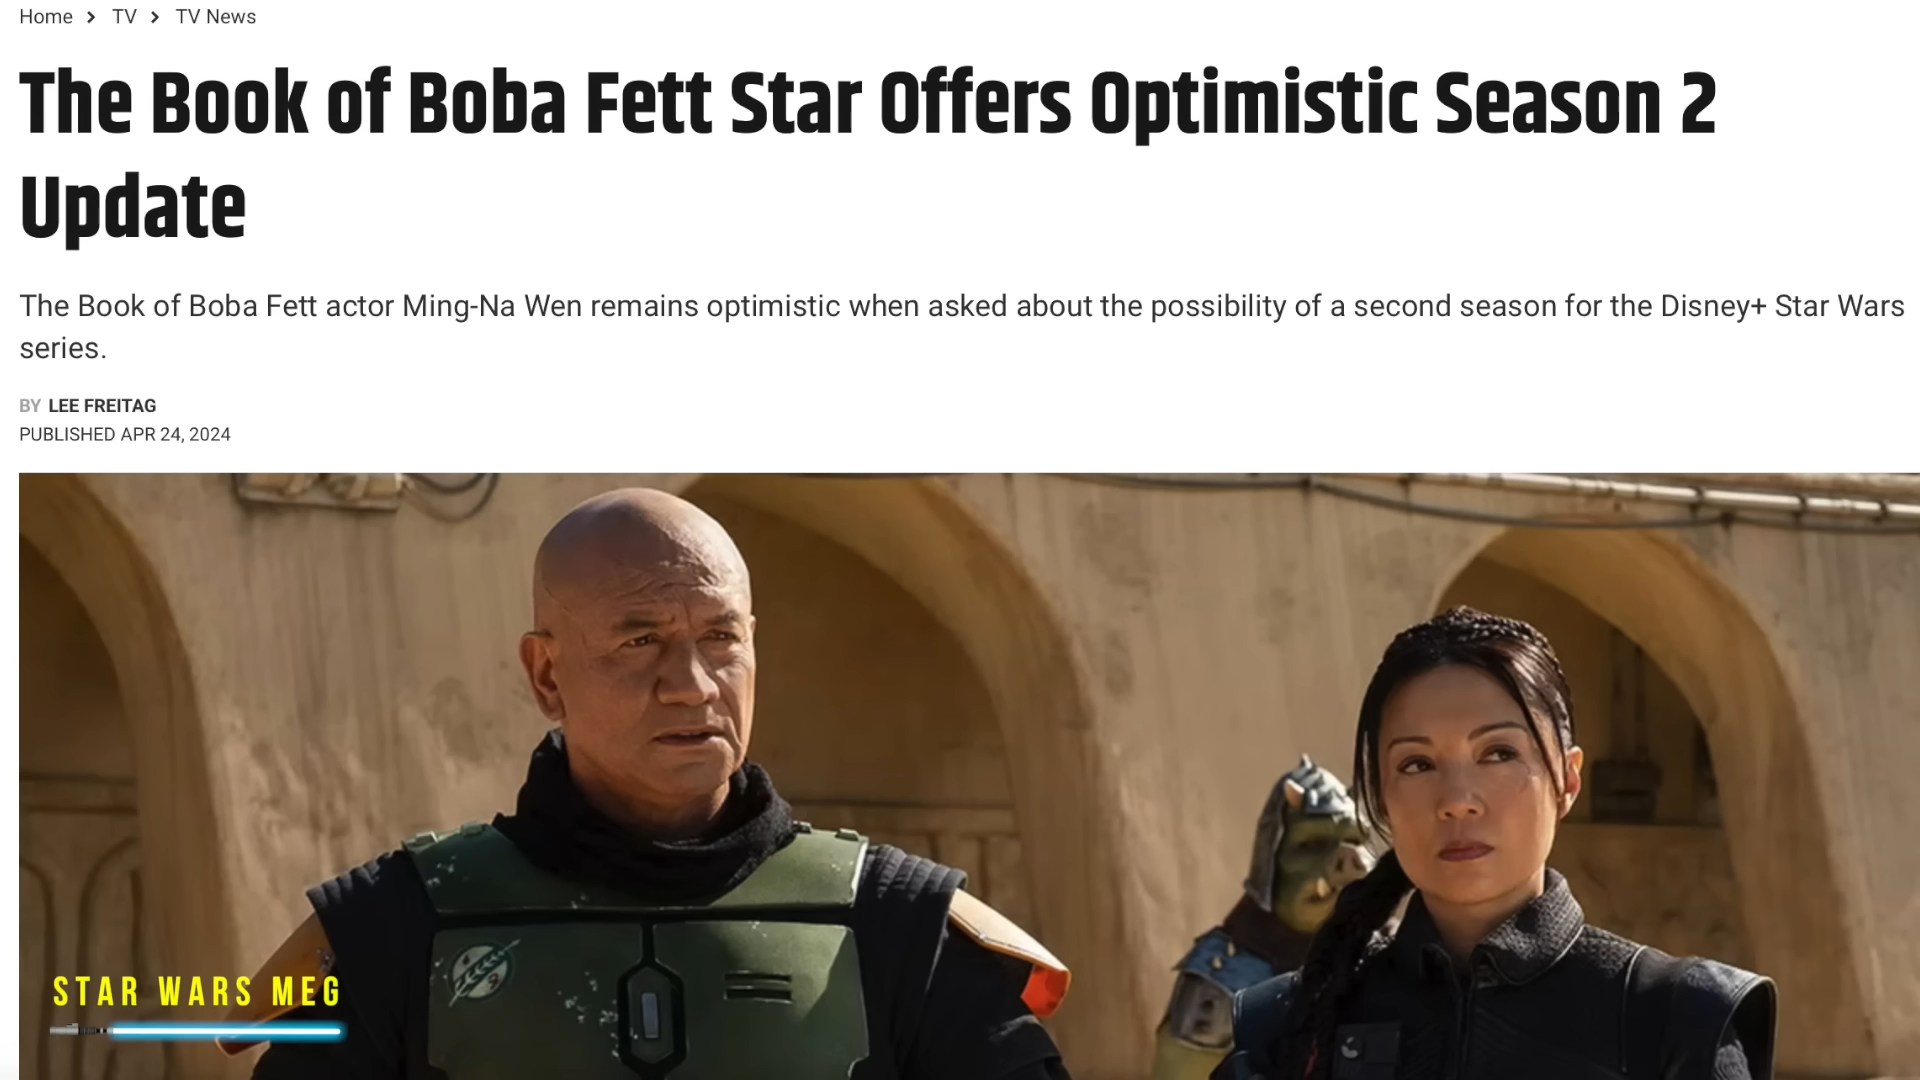 Home > TV > TV News
The Book of Boba Fett Star Offers Optimistic Season 2
Update
The Book of Boba Fett actor Ming-Na Wen remains optimistic when asked about the possibility of a second season for the Disney+ Star Wars
series.
BY LEE FREITAG
PUBLISHED APR 24, 2024
STAR WARS MEG